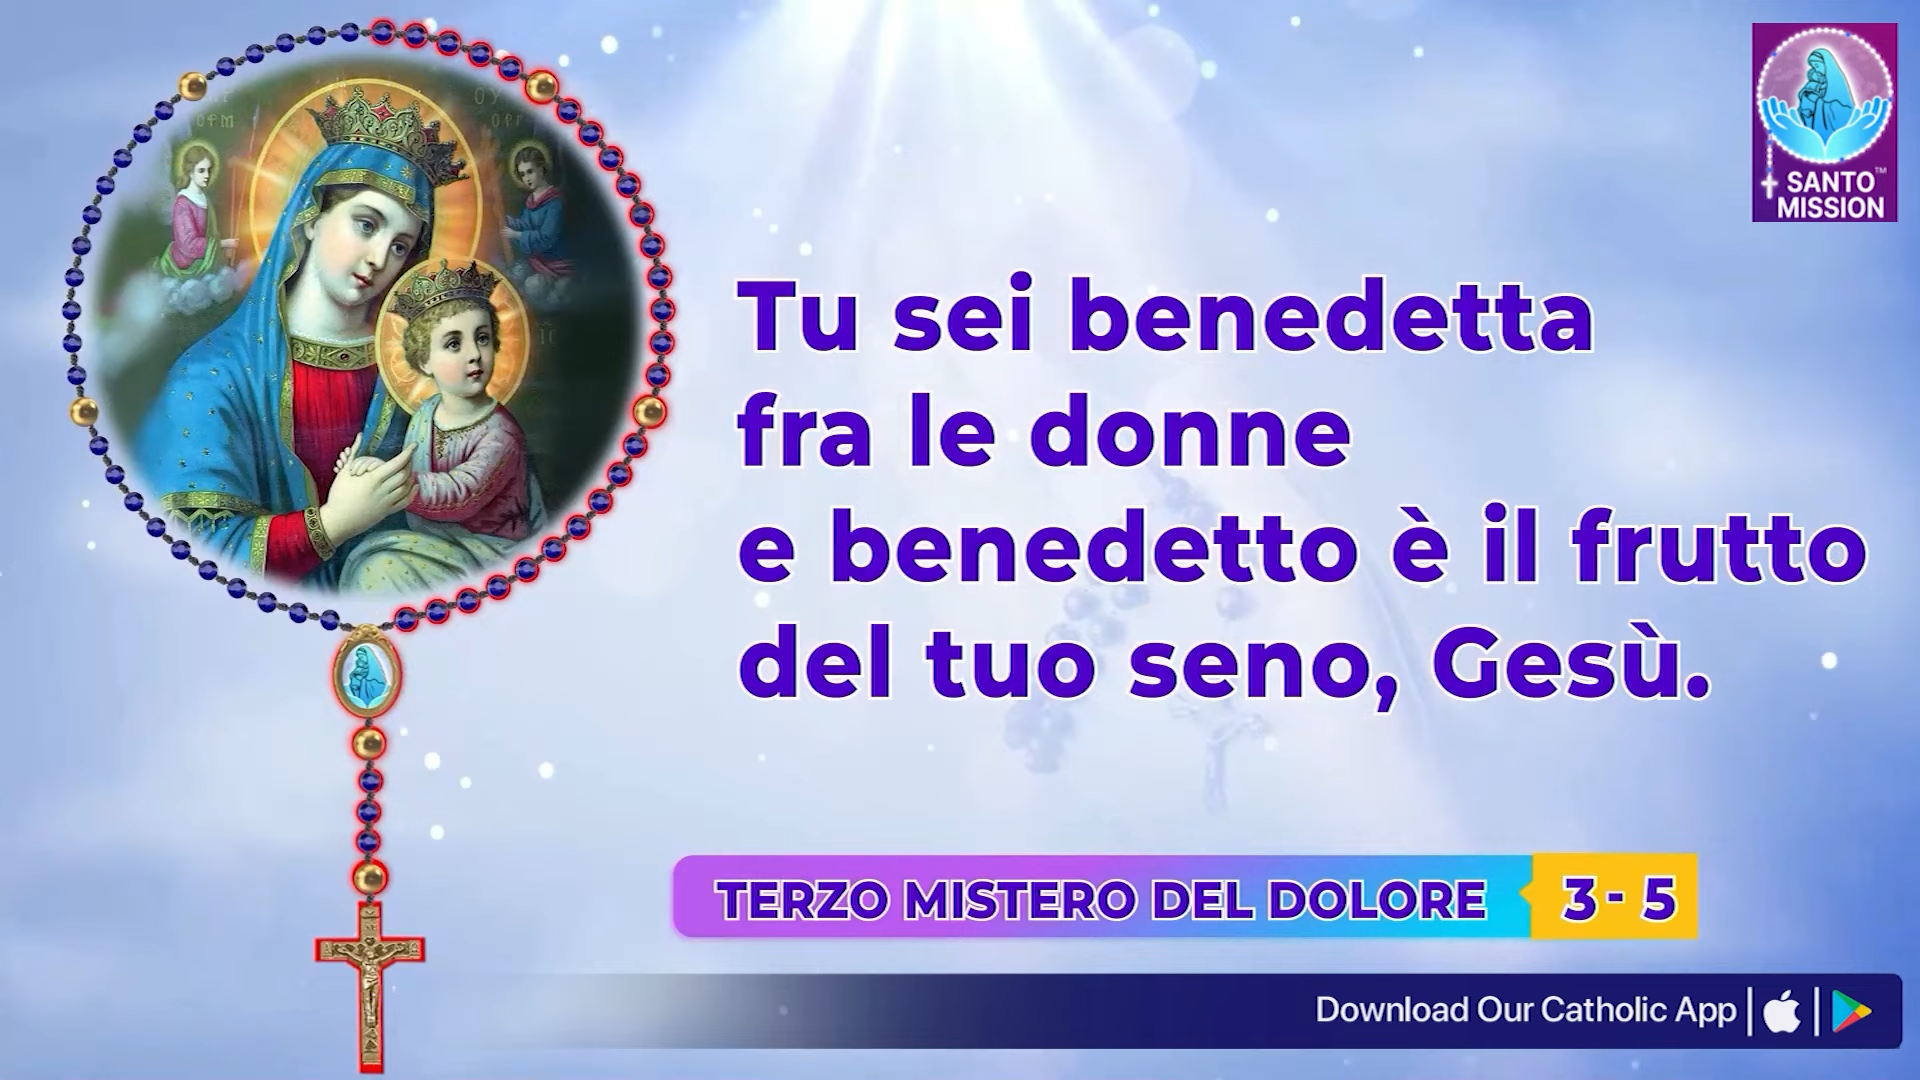 SANTO™
MISSION
Tu sei benedetta
fra le donne
e benedetto è il frutto
del tuo seno, Gesù.
TERZO MISTERO DEL DOLORE 3 - 5
Download Our Catholic App